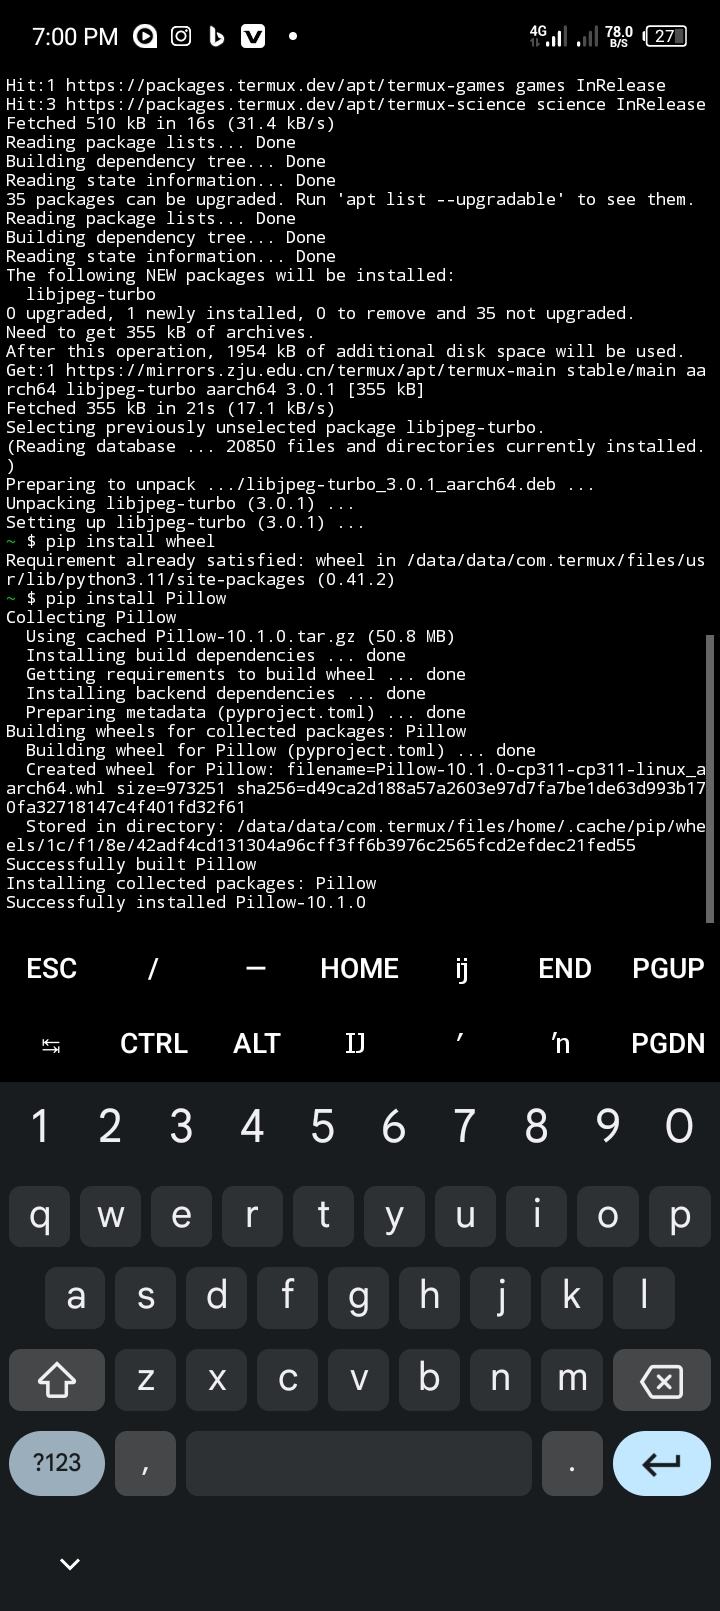 7:00 PM
4G
78.0
B/S
27
Hit:1 https://packages.termux.dev/apt/termux-games games InRelease
Hit:3 https://packages.termux.dev/apt/termux-science science InRelease
Fetched 510 kB in 16s (31.4 kB/s)
Reading package lists... Done
Building dependency tree... Done
Reading state information... Done
35 packages can be upgraded. Run 'apt list --upgradable' to see them.
Reading package lists... Done
Building dependency tree... Done
Reading state information... Done
The following NEW packages will be installed:
  libjpeg-turbo
0 upgraded, 1 newly installed, 0 to remove and 35 not upgraded.
Need to get 355 kB of archives.
After this operation, 1954 kB of additional disk space will be used.
Get:1 https://mirrors.zju.edu.cn/termux/apt/termux-main stable/main aa
rch64 libjpeg-turbo aarch64 3.0.1 [355 kB]
Fetched 355 kB in 21s (17.1 kB/s)
Selecting previously unselected package libjpeg-turbo.
(Reading database ... 20850 files and directories currently installed.
)
Preparing to unpack .../libjpeg-turbo_3.0.1_aarch64.deb ...
Unpacking libjpeg-turbo (3.0.1) ...
Setting up libjpeg-turbo (3.0.1) ...
~ $ pip install wheel
Requirement already satisfied: wheel in /data/data/com.termux/files/us
r/lib/python3.11/site-packages (0.41.2)
~ $ pip install Pillow
Collecting Pillow
  Using cached Pillow-10.1.0.tar.gz (50.8 MB)
  Installing build dependencies ... done
  Getting requirements to build wheel ... done
  Installing backend dependencies ... done
  Preparing metadata (pyproject.toml) ... done
Building wheels for collected packages: Pillow
  Building wheel for Pillow (pyproject.toml) ... done
  Created wheel for Pillow: filename=Pillow-10.1.0-cp311-cp311-linux_a
arch64.whl size=973251 sha256=d49ca2d188a57a2603e97d7fa7be1de63d993b17
0fa32718147c4f401fd32f61
  Stored in directory: /data/data/com.termux/files/home/.cache/pip/whe
els/1c/f1/8e/42adf4cd131304a96cff3ff6b3976c2565fcd2efdec21fed55
Successfully built Pillow
Installing collected packages: Pillow
Successfully installed Pillow-10.1.0
ESC / — HOME ĳ END PGUP
↹ CTRL ALT Ĳ ′ ŉ PGDN
1 2 3 4 5 6 7 8 9 0
q w e r t y u i o p
a s d f g h j k l
z x c v b n m
?123 , .